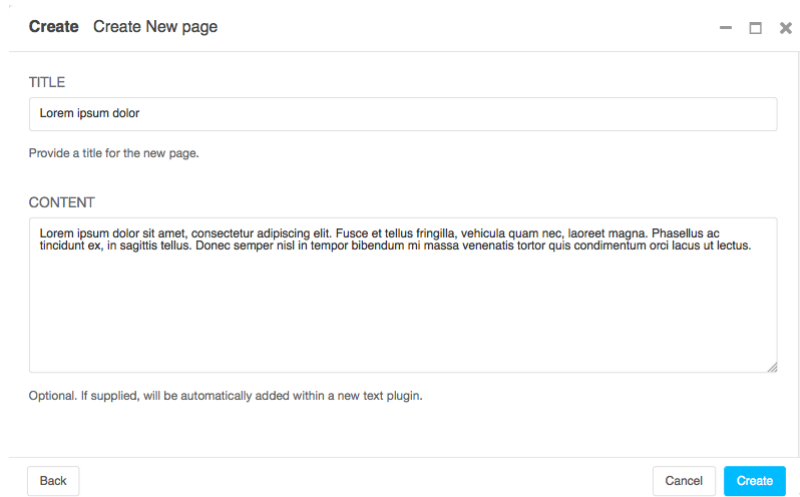 Create Create New page
TITLE
Lorem ipsum dolor
Provide a title for the new page.
CONTENT
Lorem ipsum dolor sit amet, consectetur adipiscing elit. Fusce et tellus fringilla, vehicula quam nec, laoreet magna. Phasellus ac
tincidunt ex, in sagittis tellus. Donec semper nisl in tempor bibendum mi massa venenatis tortor quis condimentum orci lacus ut lectus.
Optional. If supplied, will be automatically added within a new text plugin.
Back Cancel Create